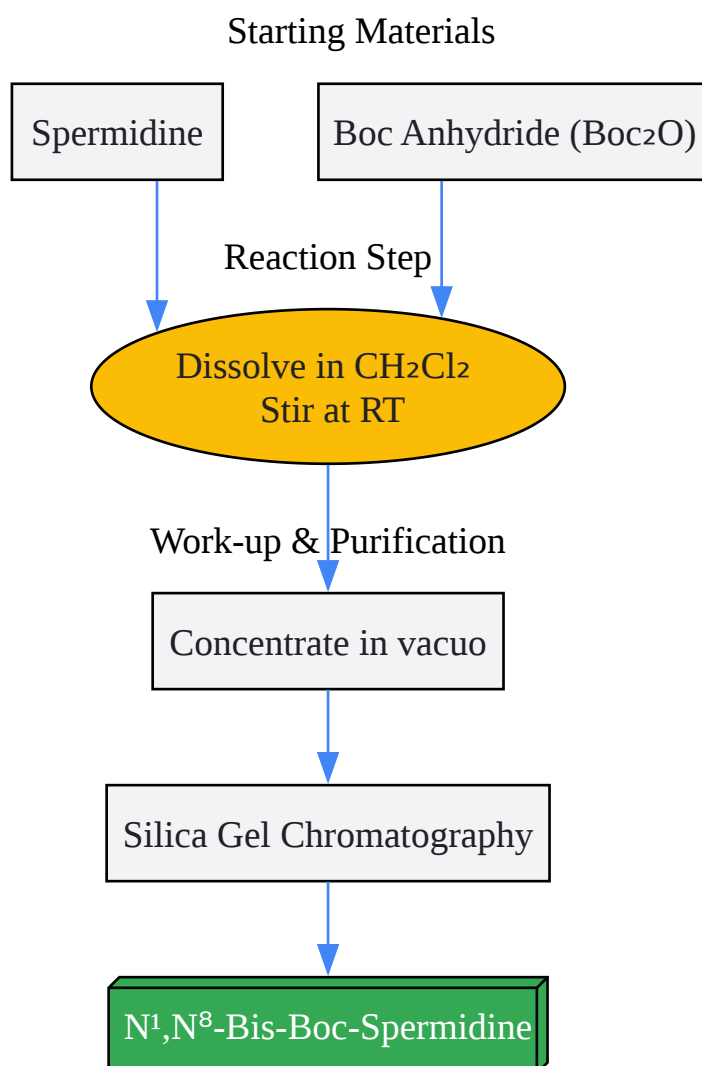 Starting Materials
Spermidine
Boc Anhydride (Boc₂O)
Reaction Step
Dissolve in CH₂Cl₂
Stir at RT
Work-up & Purification
Concentrate in vacuo
Silica Gel Chromatography
N¹,N⁸-Bis-Boc-Spermidine